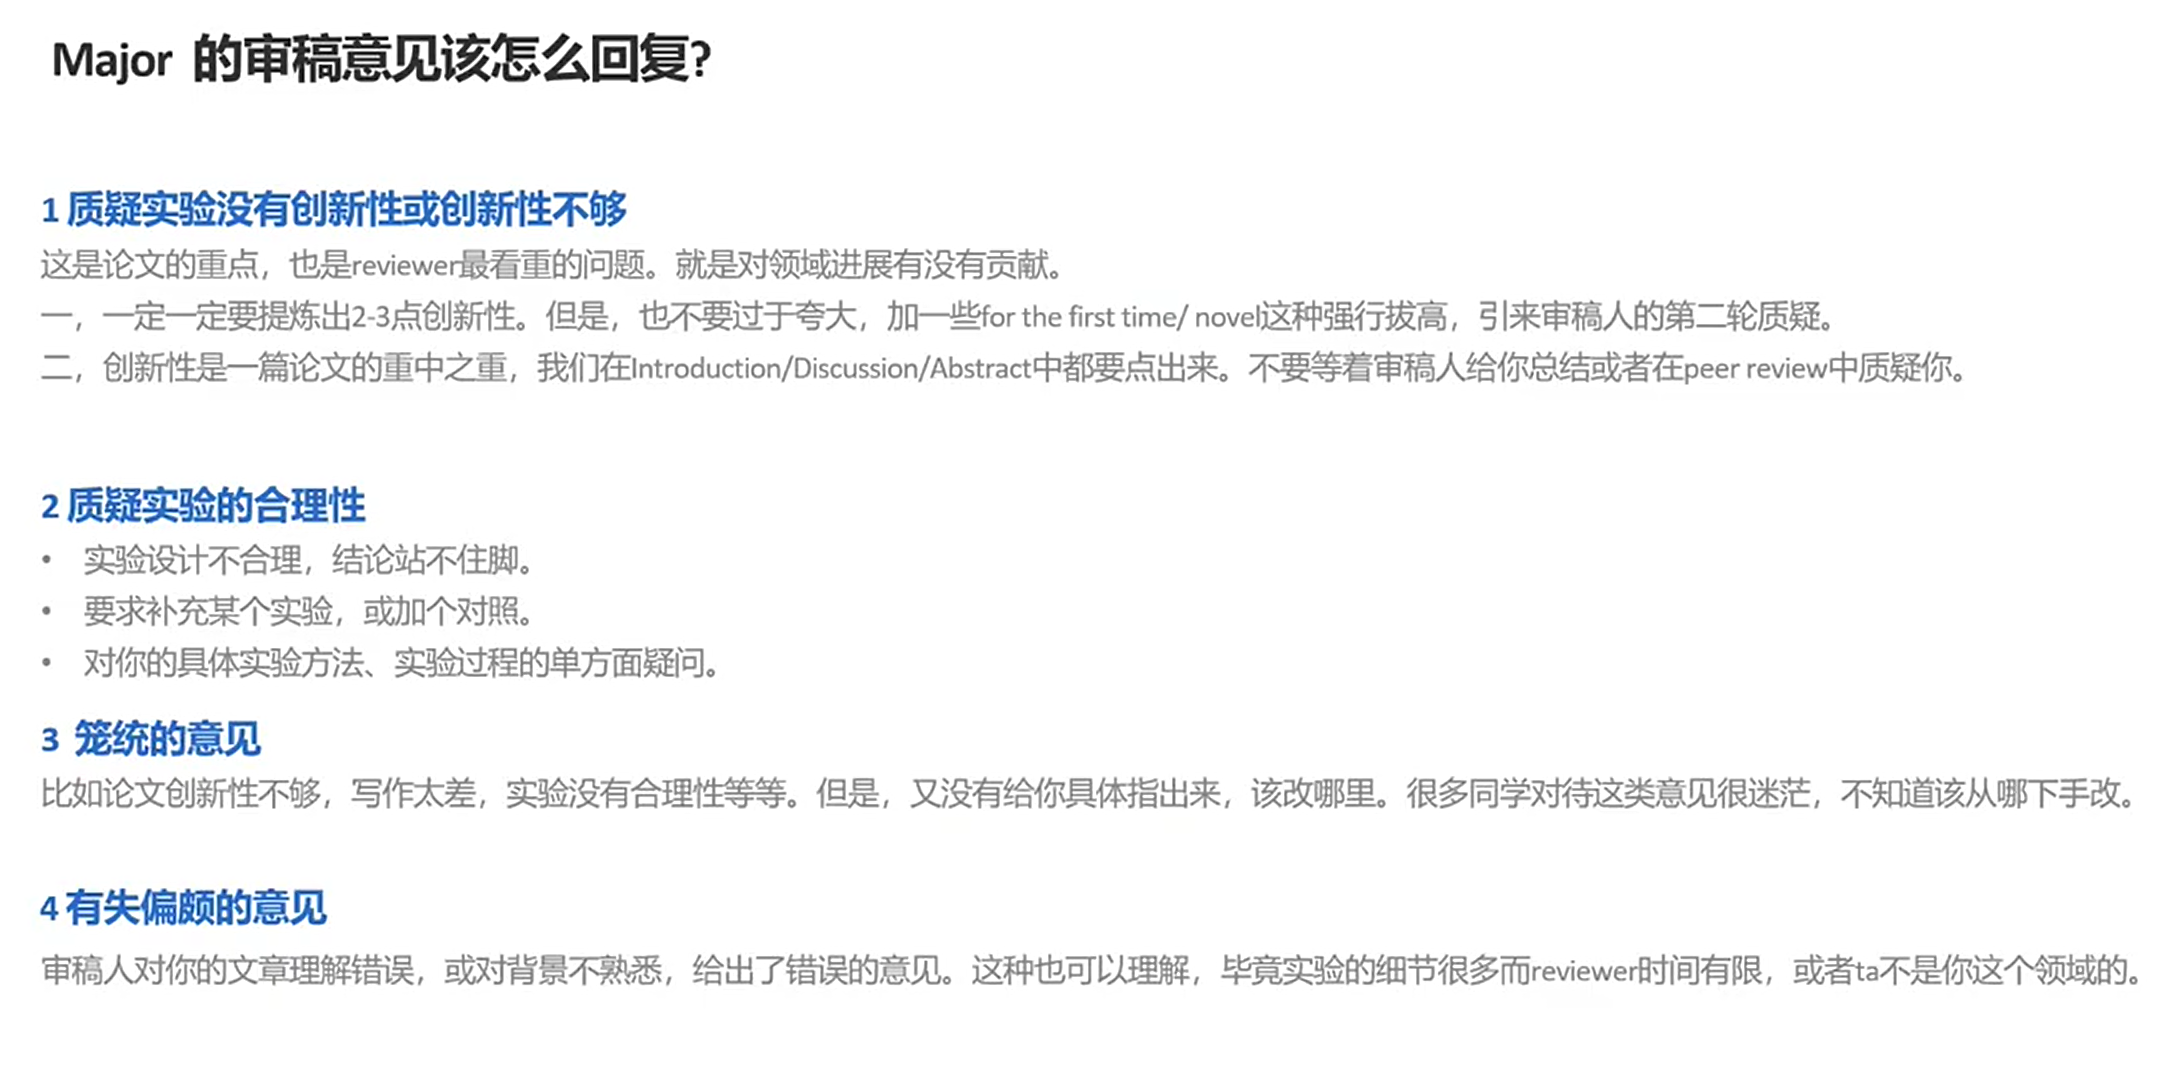 Major 的审稿意见该怎么回复?
1 质疑实验没有创新性或创新性不够
这是论文的重点，也是reviewer最看重的问题。就是对领域进展有没有贡献。
一，一定一定要提炼出2-3点创新性。但是，也不要过于夸大，加一些for the first time/ novel这种强行拔高，引来审稿人的第二轮质疑。
二，创新性是一篇论文的重中之重，我们在Introduction/Discussion/Abstract中都要点出来。不要等着审稿人给你总结或者在peer review中质疑你。
2 质疑实验的合理性
• 实验设计不合理，结论站不住脚。
• 要求补充某个实验，或加个对照。
• 对你的具体实验方法、实验过程的单方面疑问。
3 笼统的意见
比如论文创新性不够，写作太差，实验没有合理性等等。但是，又没有给你具体指出来，该改哪里。很多同学对待这类意见很迷茫，不知道该从哪下手改。
4 有失偏颇的意见
审稿人对你的文章理解错误，或对背景不熟悉，给出了错误的意见。这种也可以理解，毕竟实验的细节很多而reviewer时间有限，或者ta不是你这个领域的。